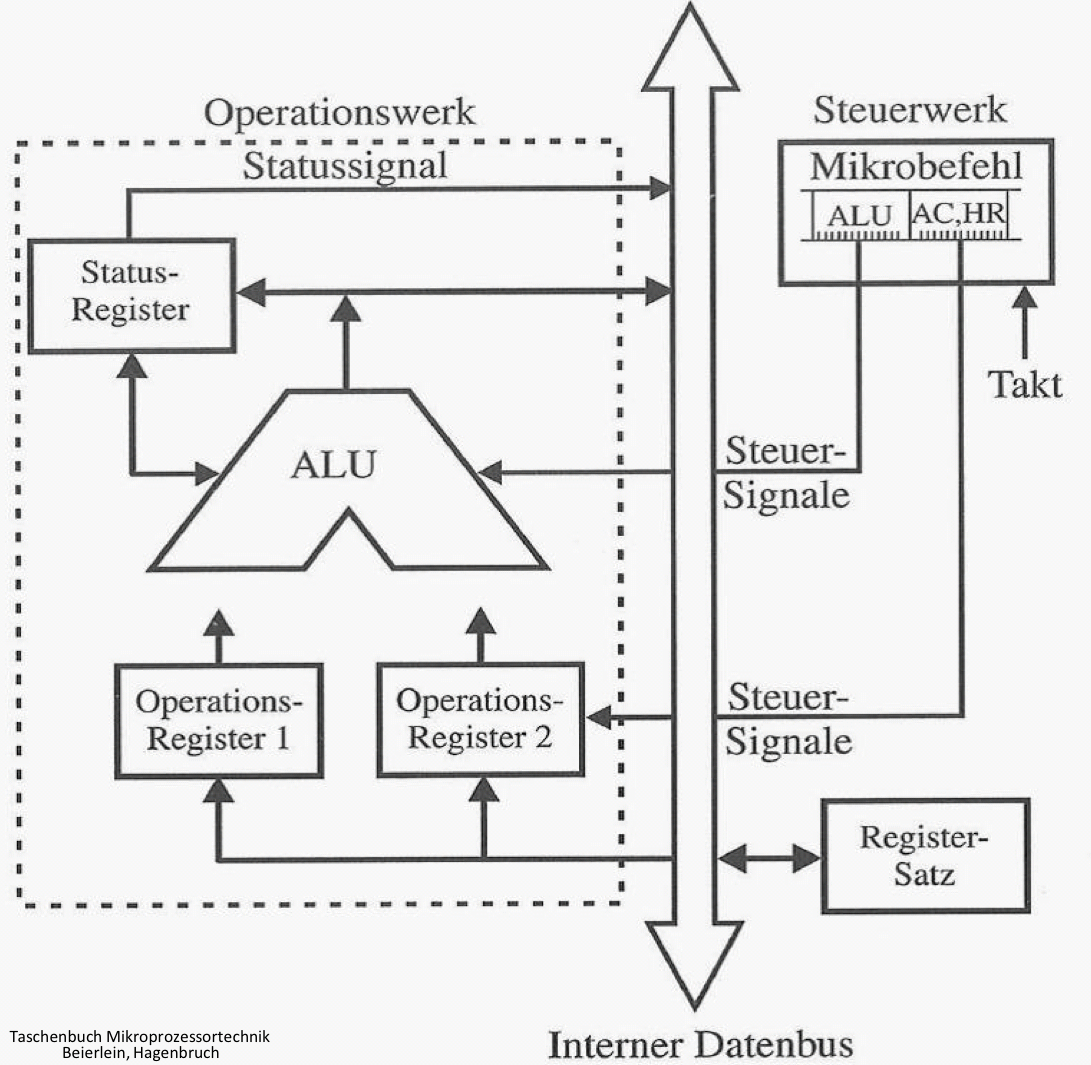 Operationswerk
Steuerwerk
Statussignal
Mikrobefehl
ALU
AC,HR
Status-
Register
Takt
ALU
Steuer-
Signale
Operations-
Register 1
Operations-
Register 2
Steuer-
Signale
Register-
Satz
Taschenbuch Mikroprozessortechnik
Beierlein, Hagenbruch
Interner Datenbus